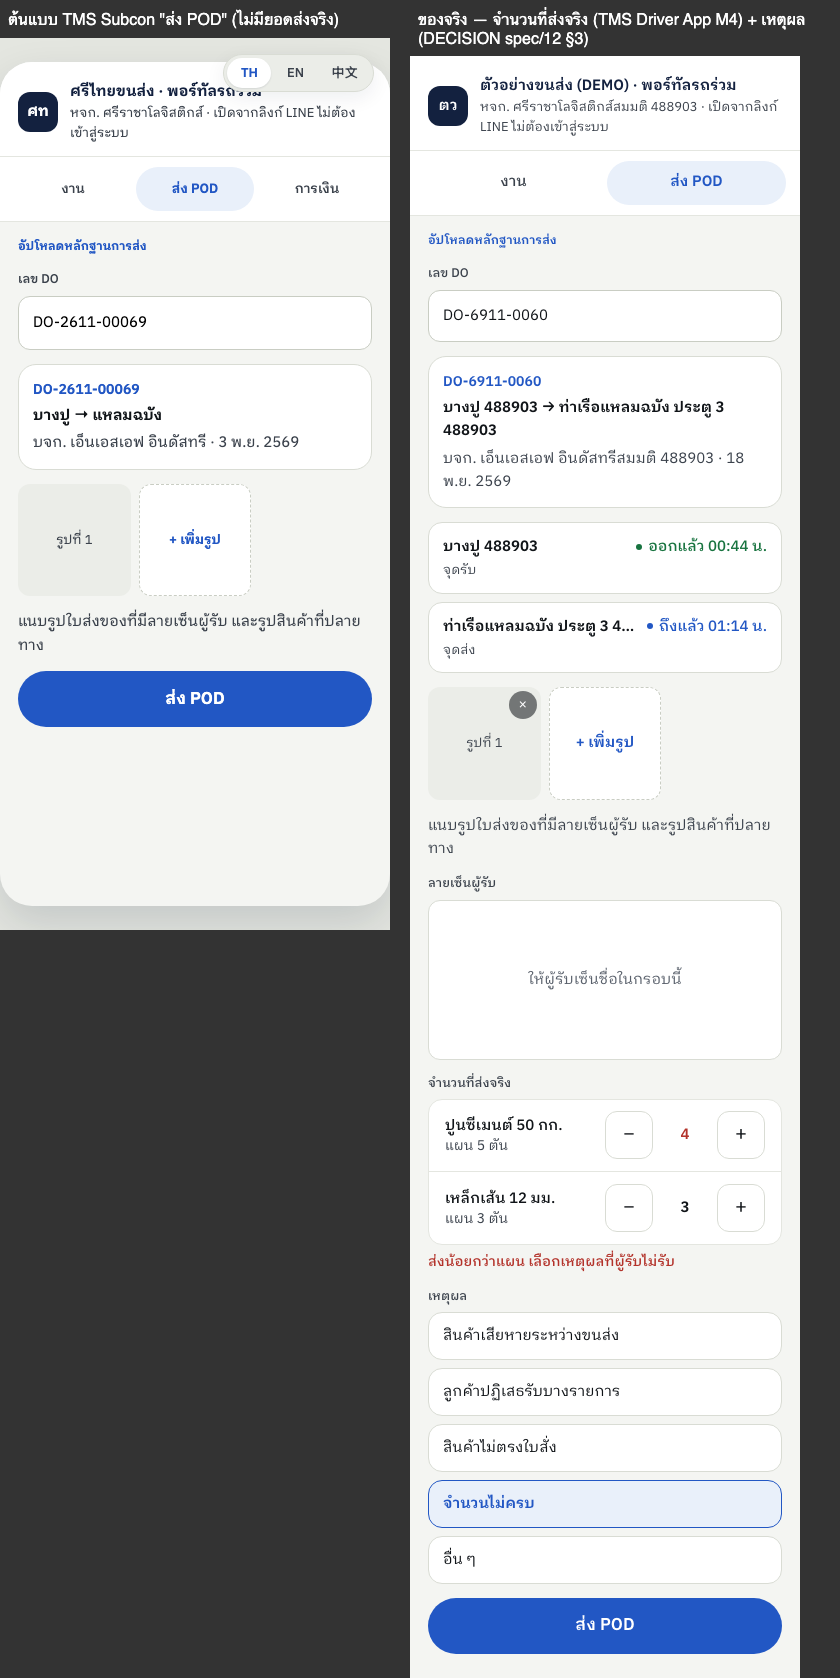 ต้นแบบ TMS Subcon "ส่ง POD" (ไม่มียอดส่งจริง)
TH
EN
中文
ศท
ศรีไทยขนส่ง · พอร์ทัลรถร่วม
หจก. ศรีราชาโลจิสติกส์ · เปิดจากลิงก์ LINE ไม่ต้อง
เข้าสู่ระบบ
งาน
ส่ง POD
การเงิน
อัปโหลดหลักฐานการส่ง
เลข DO
DO-2611-00069
DO-2611-00069
บางปู → แหลมฉบัง
บจก. เอ็นเอสเอฟ อินดัสทรี · 3 พ.ย. 2569
รูปที่ 1
+ เพิ่มรูป
แนบรูปใบส่งของที่มีลายเซ็นผู้รับ และรูปสินค้าที่ปลาย
ทาง
ส่ง POD
ของจริง — จำนวนที่ส่งจริง (TMS Driver App M4) + เหตุผล
(DECISION spec/12 §3)
ตว
ตัวอย่างขนส่ง (DEMO) · พอร์ทัลรถร่วม
หจก. ศรีราชาโลจิสติกส์สมมติ 488903 · เปิดจากลิงก์
LINE ไม่ต้องเข้าสู่ระบบ
งาน
ส่ง POD
อัปโหลดหลักฐานการส่ง
เลข DO
DO-6911-0060
DO-6911-0060
บางปู 488903 → ท่าเรือแหลมฉบัง ประตู 3
488903
บจก. เอ็นเอสเอฟ อินดัสทรีสมมติ 488903 · 18
พ.ย. 2569
บางปู 488903
● ออกแล้ว 00:44 น.
จุดรับ
ท่าเรือแหลมฉบัง ประตู 3 4...
● ถึงแล้ว 01:14 น.
จุดส่ง
รูปที่ 1
×
+ เพิ่มรูป
แนบรูปใบส่งของที่มีลายเซ็นผู้รับ และรูปสินค้าที่ปลาย
ทาง
ลายเซ็นผู้รับ
ให้ผู้รับเซ็นชื่อในกรอบนี้
จำนวนที่ส่งจริง
ปูนซีเมนต์ 50 กก.
แผน 5 ตัน
− 4 +
เหล็กเส้น 12 มม.
แผน 3 ตัน
− 3 +
ส่งน้อยกว่าแผน เลือกเหตุผลที่ผู้รับไม่รับ
เหตุผล
สินค้าเสียหายระหว่างขนส่ง
ลูกค้าปฏิเสธรับบางรายการ
สินค้าไม่ตรงใบสั่ง
จำนวนไม่ครบ
อื่น ๆ
ส่ง POD